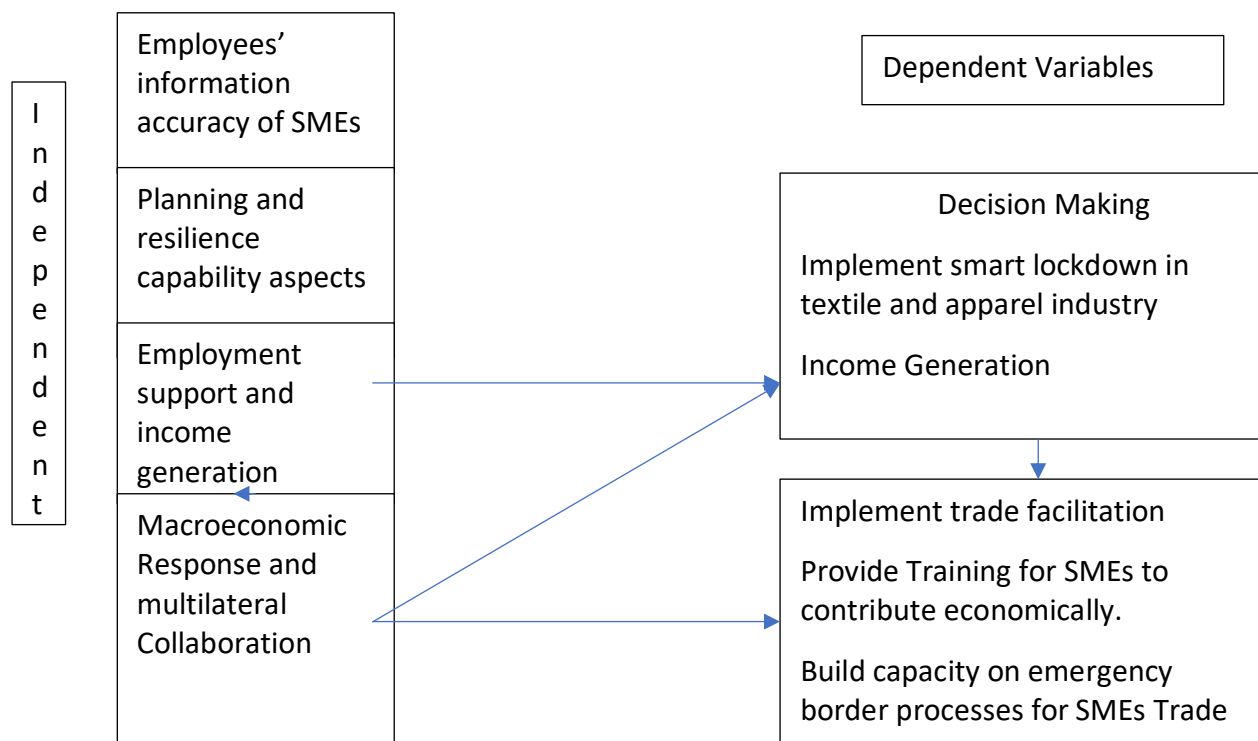 Independent
Employees’
information
accuracy of SMEs
Planning and
resilience
capability aspects
Employment
support and
income
generation
Macroeconomic
Response and
multilateral
Collaboration
Dependent Variables
Decision Making
Implement smart lockdown in
textile and apparel industry
Income Generation
Implement trade facilitation
Provide Training for SMEs to
contribute economically.
Build capacity on emergency
border processes for SMEs Trade